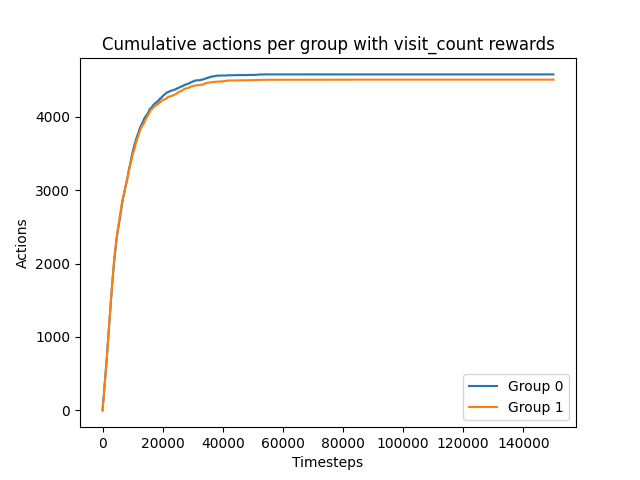 Cumulative actions per group with visit_count rewards
Actions
4000
3000
2000
1000
0
0 20000 40000 60000 80000 100000 120000 140000
Timesteps
Group 0
Group 1